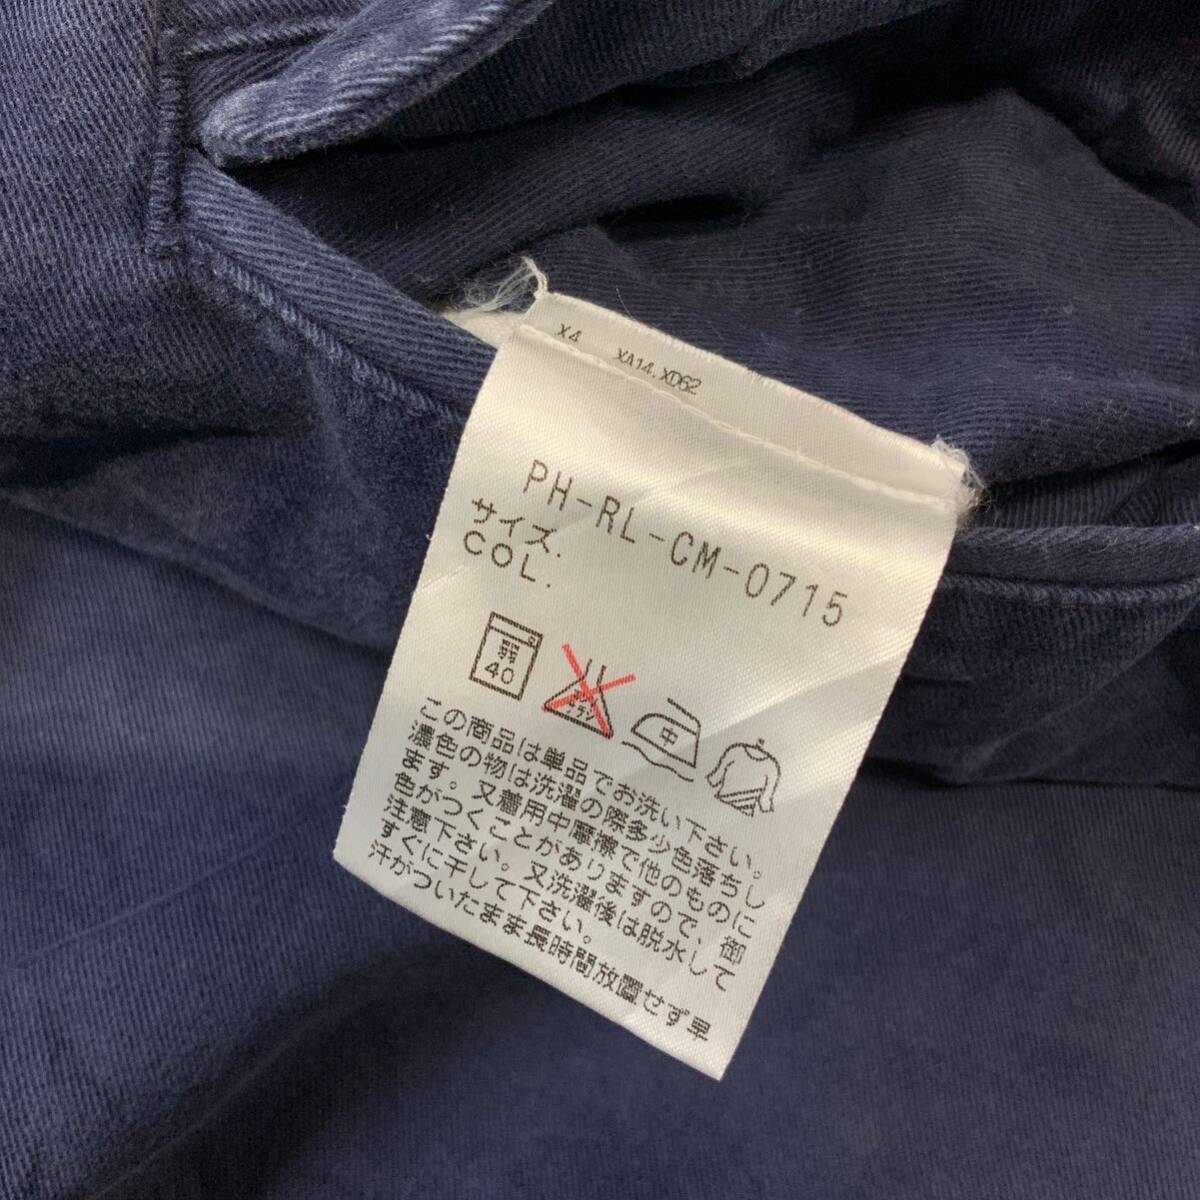 X4 XA14.XD62
PH-RL-CM-0715
サイズ.
COL.
弱
40
中
この商品は単品でお洗い下さい。
濃色の物は洗濯の際多少色落ちし
ます。又着用中摩擦で他のものに
色がつくことがありますので、御
注意下さい。又洗濯後は脱水して
すぐに干して下さい。
汗がついたまま長時間放置せず早